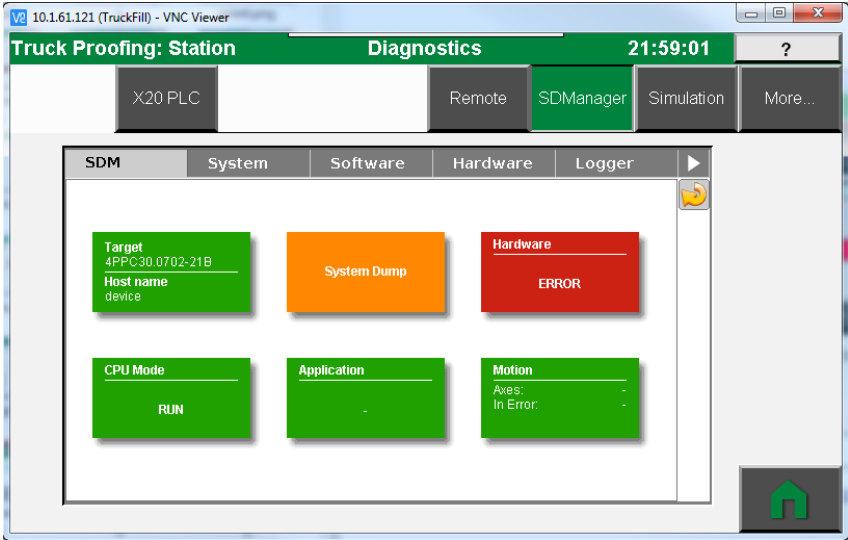 10.1.61.121 (TruckFill) - VNC Viewer
Truck Proofing: Station Diagnostics 21:59:01 ?
X20 PLC Remote SDManager Simulation More...
SDM System Software Hardware Logger
Target
4PPC30.0702-21B
Host name
device
System Dump
Hardware
ERROR
CPU Mode
RUN
Application
-
Motion
Axes: -
In Error: -